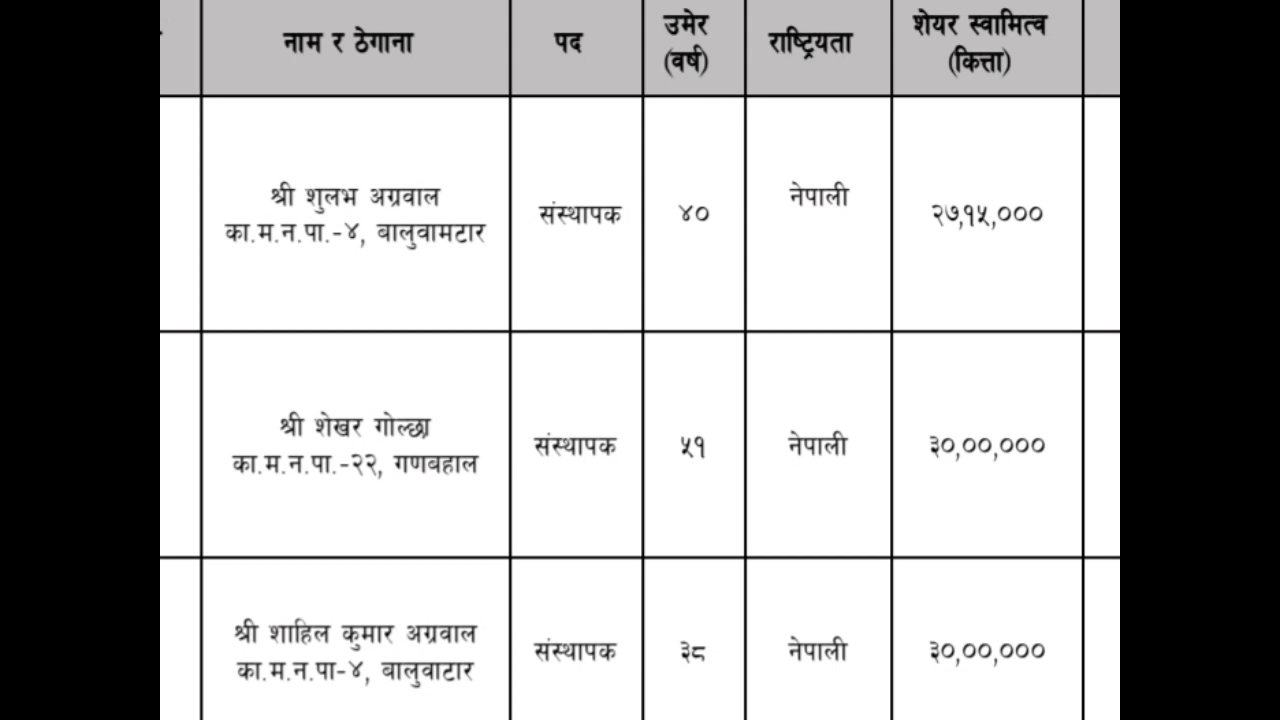 नाम र ठेगाना
पद
उमेर
(वर्ष)
राष्ट्रियता
शेयर स्वामित्व
(कित्ता)
श्री शुलभ अग्रवाल
का.म.न.पा.-४, बालुवामटार
संस्थापक
४०
नेपाली
२७,१५,०००
श्री शेखर गोल्छा
का.म.न.पा.-२२, गणबहाल
संस्थापक
५१
नेपाली
३०,००,०००
श्री शाहिल कुमार अग्रवाल
का.म.न.पा-४, बालुवाटार
संस्थापक
३८
नेपाली
३०,००,०००